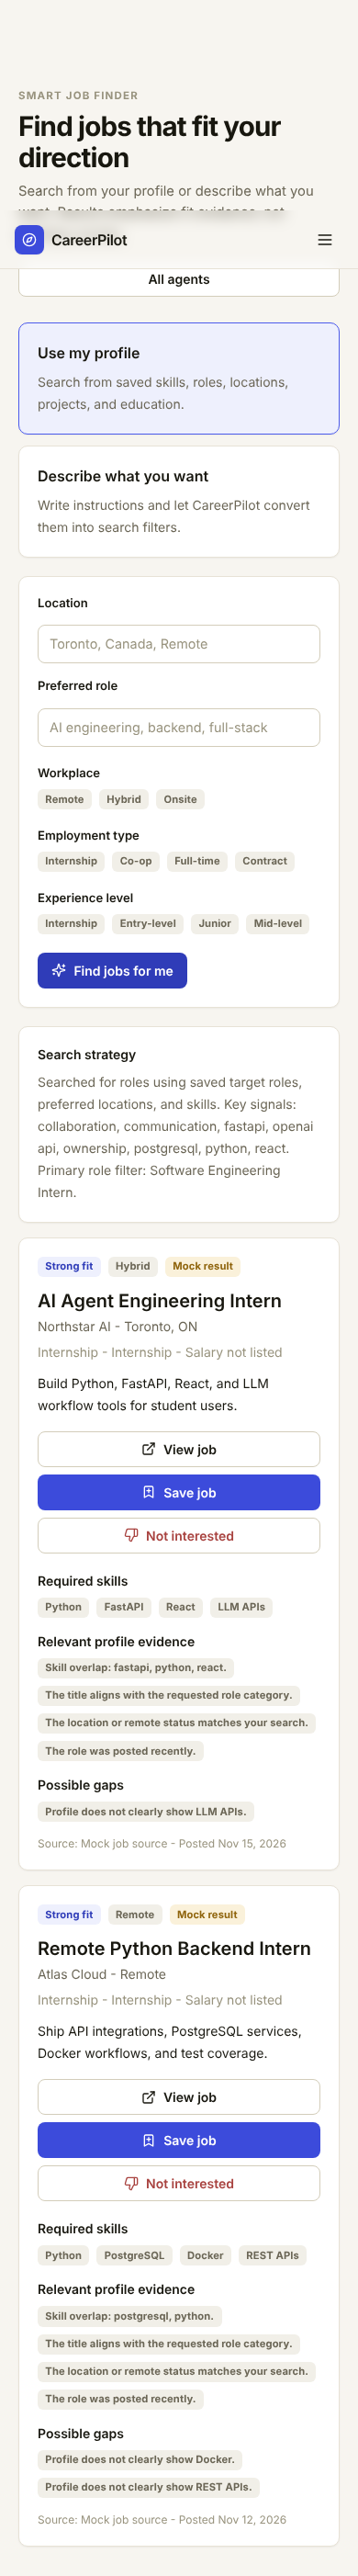 SMART JOB FINDER
Find jobs that fit your
direction
Search from your profile or describe what you
CareerPilot
All agents
Use my profile
Search from saved skills, roles, locations,
projects, and education.
Describe what you want
Write instructions and let CareerPilot convert
them into search filters.
Location
Toronto, Canada, Remote
Preferred role
AI engineering, backend, full-stack
Workplace
Remote Hybrid Onsite
Employment type
Internship Co-op Full-time Contract
Experience level
Internship Entry-level Junior Mid-level
Find jobs for me
Search strategy
Searched for roles using saved target roles,
preferred locations, and skills. Key signals:
collaboration, communication, fastapi, openai
api, ownership, postgresql, python, react.
Primary role filter: Software Engineering
Intern.
Strong fit Hybrid Mock result
AI Agent Engineering Intern
Northstar AI - Toronto, ON
Internship - Internship - Salary not listed
Build Python, FastAPI, React, and LLM
workflow tools for student users.
View job
Save job
Not interested
Required skills
Python FastAPI React LLM APIs
Relevant profile evidence
Skill overlap: fastapi, python, react.
The title aligns with the requested role category.
The location or remote status matches your search.
The role was posted recently.
Possible gaps
Profile does not clearly show LLM APIs.
Source: Mock job source - Posted Nov 15, 2026
Strong fit Remote Mock result
Remote Python Backend Intern
Atlas Cloud - Remote
Internship - Internship - Salary not listed
Ship API integrations, PostgreSQL services,
Docker workflows, and test coverage.
View job
Save job
Not interested
Required skills
Python PostgreSQL Docker REST APIs
Relevant profile evidence
Skill overlap: postgresql, python.
The title aligns with the requested role category.
The location or remote status matches your search.
The role was posted recently.
Possible gaps
Profile does not clearly show Docker.
Profile does not clearly show REST APIs.
Source: Mock job source - Posted Nov 12, 2026